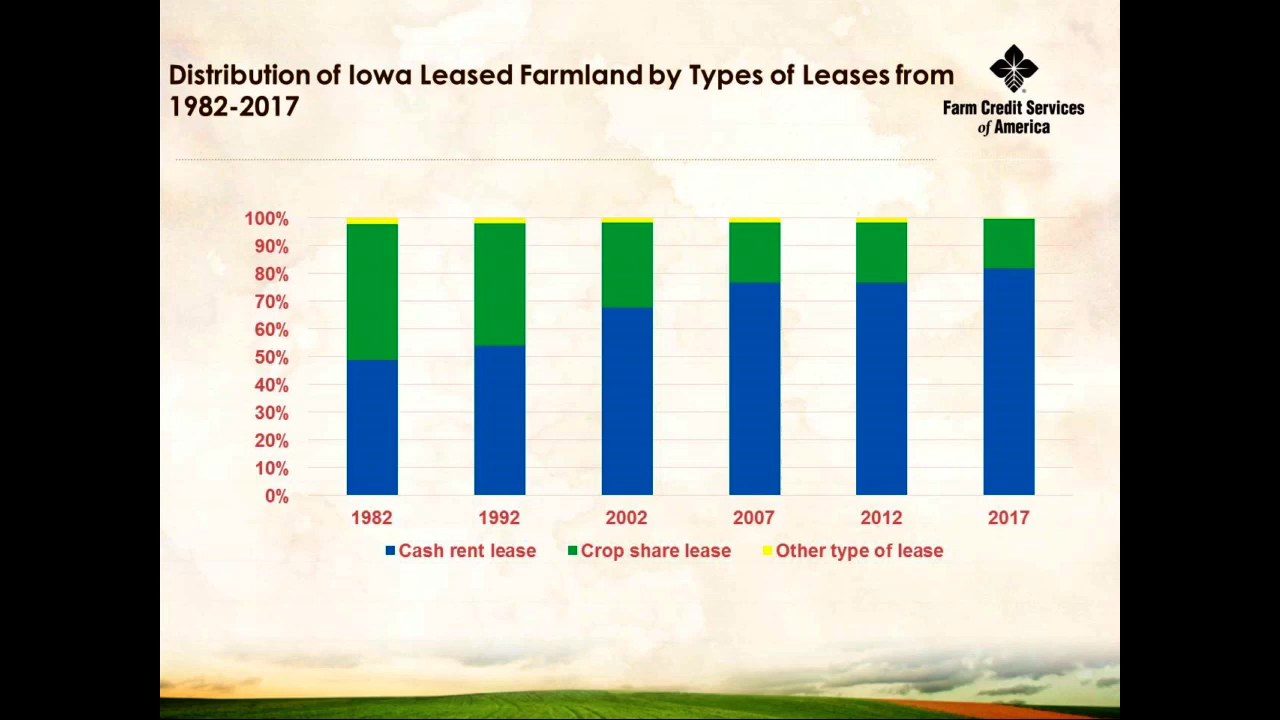 Distribution of Iowa Leased Farmland by Types of Leases from
1982-2017
Farm Credit Services
of America
100%
90%
80%
70%
60%
50%
40%
30%
20%
10%
0%
1982 1992 2002 2007 2012 2017
Cash rent lease Crop share lease Other type of lease